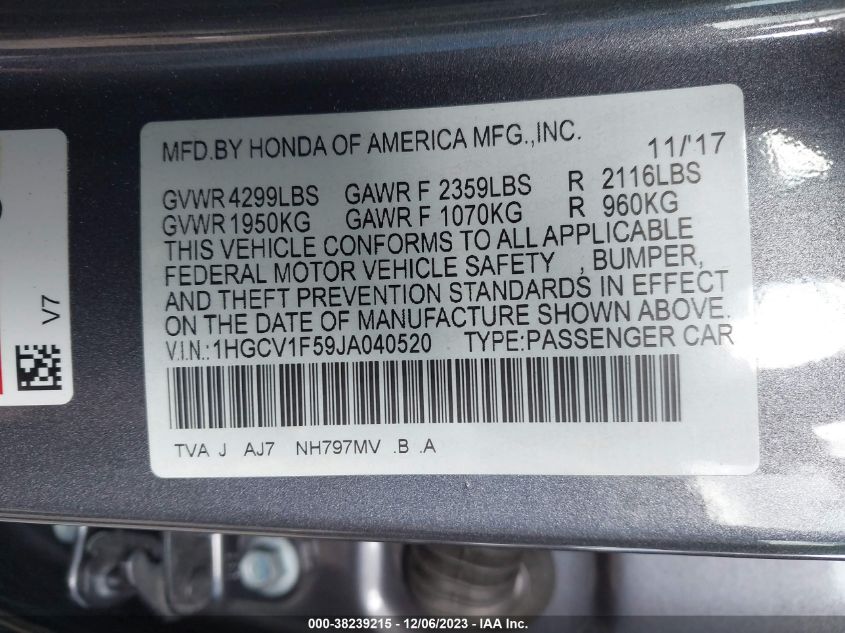 MFD.BY HONDA OF AMERICA MFG.,INC. 11/'17
GVWR 4299LBS GAWR F 2359LBS R 2116LBS
GVWR 1950KG GAWR F 1070KG R 960KG
THIS VEHICLE CONFORMS TO ALL APPLICABLE
FEDERAL MOTOR VEHICLE SAFETY , BUMPER,
AND THEFT PREVENTION STANDARDS IN EFFECT
ON THE DATE OF MANUFACTURE SHOWN ABOVE.
V.I.N.:1HGCV1F59JA040520 TYPE:PASSENGER CAR
TVA J AJ7 NH797MV .B .A
V7
000-38239215 - 12/06/2023 - © IAA Inc.